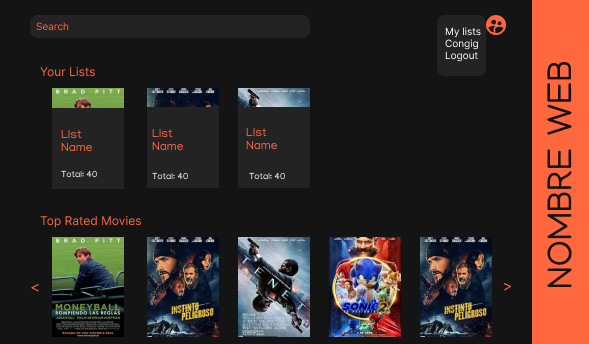 Search
My lists
Congig
Logout
NOMBRE WEB
Your Lists
BRAD PITT
LIst
Name
Total: 40
LIst
Name
Total: 40
LIst
Name
Total: 40
Top Rated Movies
<
>
BRAD PITT
MONEYBALL
ROMPIENDO LAS REGLAS
INSTINTO
PELIGROSO
TENET
SONIC
2
INSTINTO
PELIGROSO